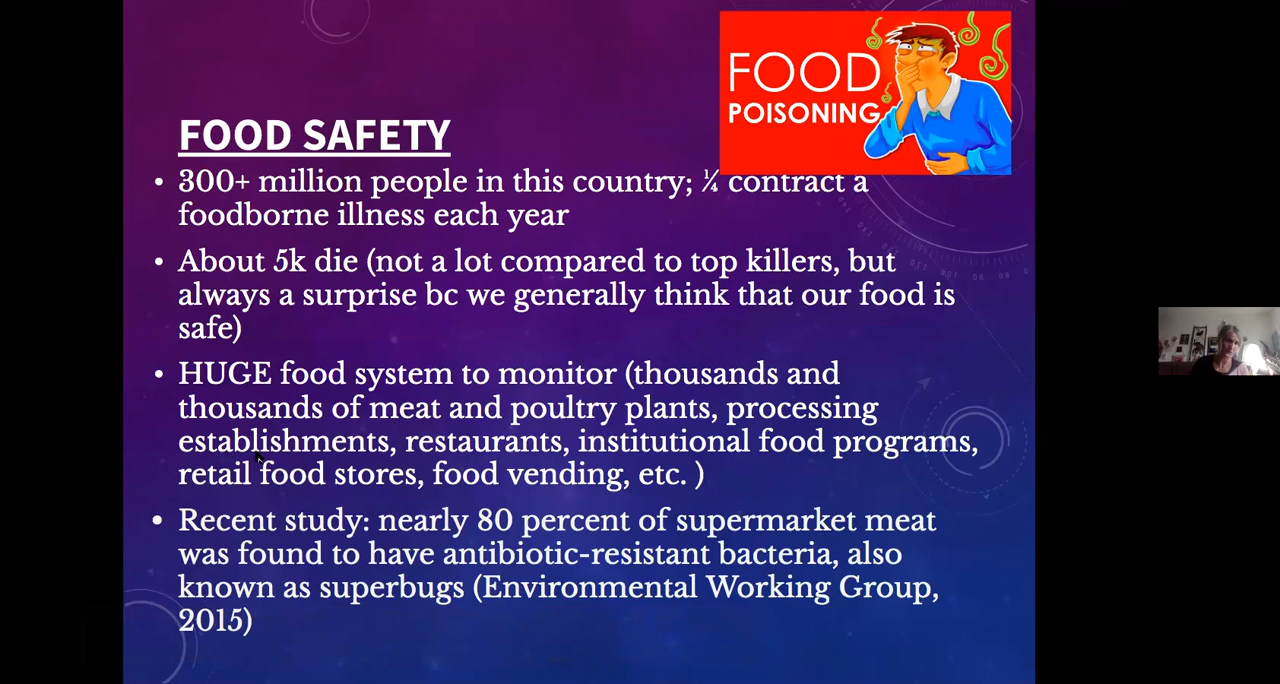 FOOD
POISONING
FOOD SAFETY
• 300+ million people in this country; ¼ contract a
foodborne illness each year
• About 5k die (not a lot compared to top killers, but
always a surprise bc we generally think that our food is
safe)
• HUGE food system to monitor (thousands and
thousands of meat and poultry plants, processing
establishments, restaurants, institutional food programs,
retail food stores, food vending, etc. )
• Recent study: nearly 80 percent of supermarket meat
was found to have antibiotic-resistant bacteria, also
known as superbugs (Environmental Working Group,
2015)